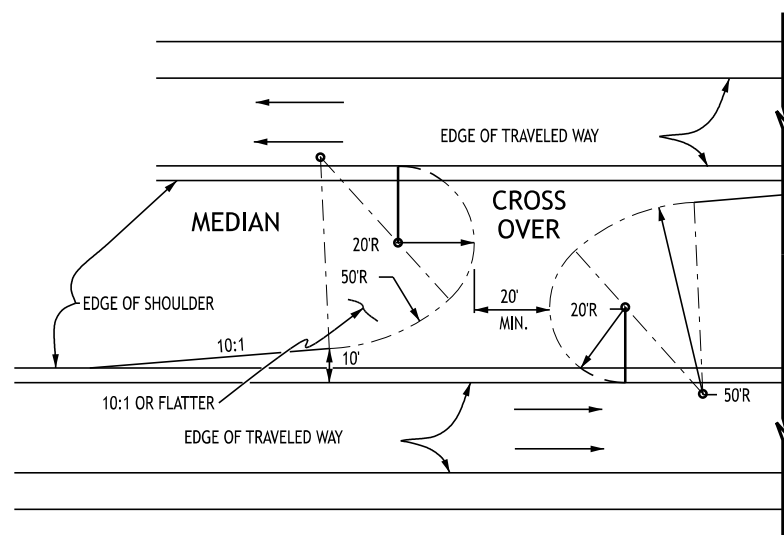 EDGE OF TRAVELED WAY
CROSS
OVER
MEDIAN
20'R
50'R
EDGE OF SHOULDER
20'
MIN.
20'R
10:1
10'
10:1 OR FLATTER
50'R
EDGE OF TRAVELED WAY